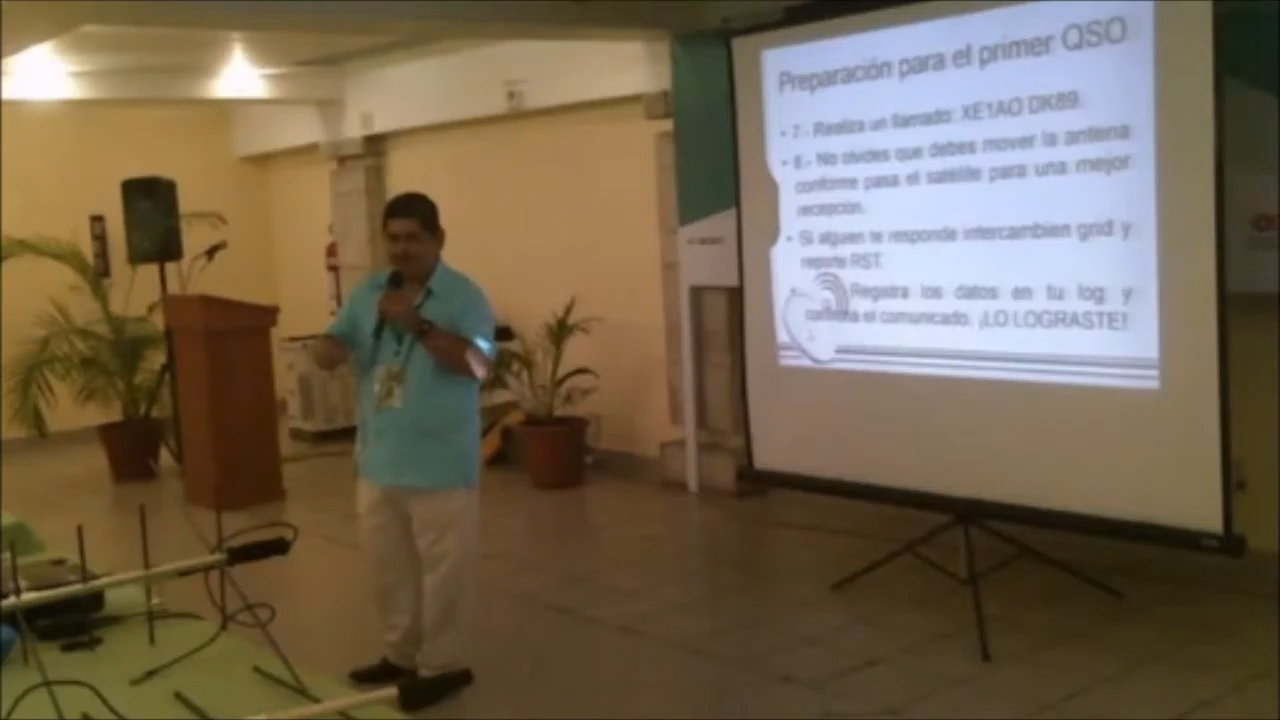 Preparación para el primer QSO
• 7.- Realiza un llamado: XE1AO DK89.
• 8.- No olvides que debes mover la antena
conforme pasa el satélite para una mejor
recepción.
• Si alguien te responde intercambien grid y
reporte RST.
• Registra los datos en tu log y
confirma el comunicado. ¡LO LOGRASTE!